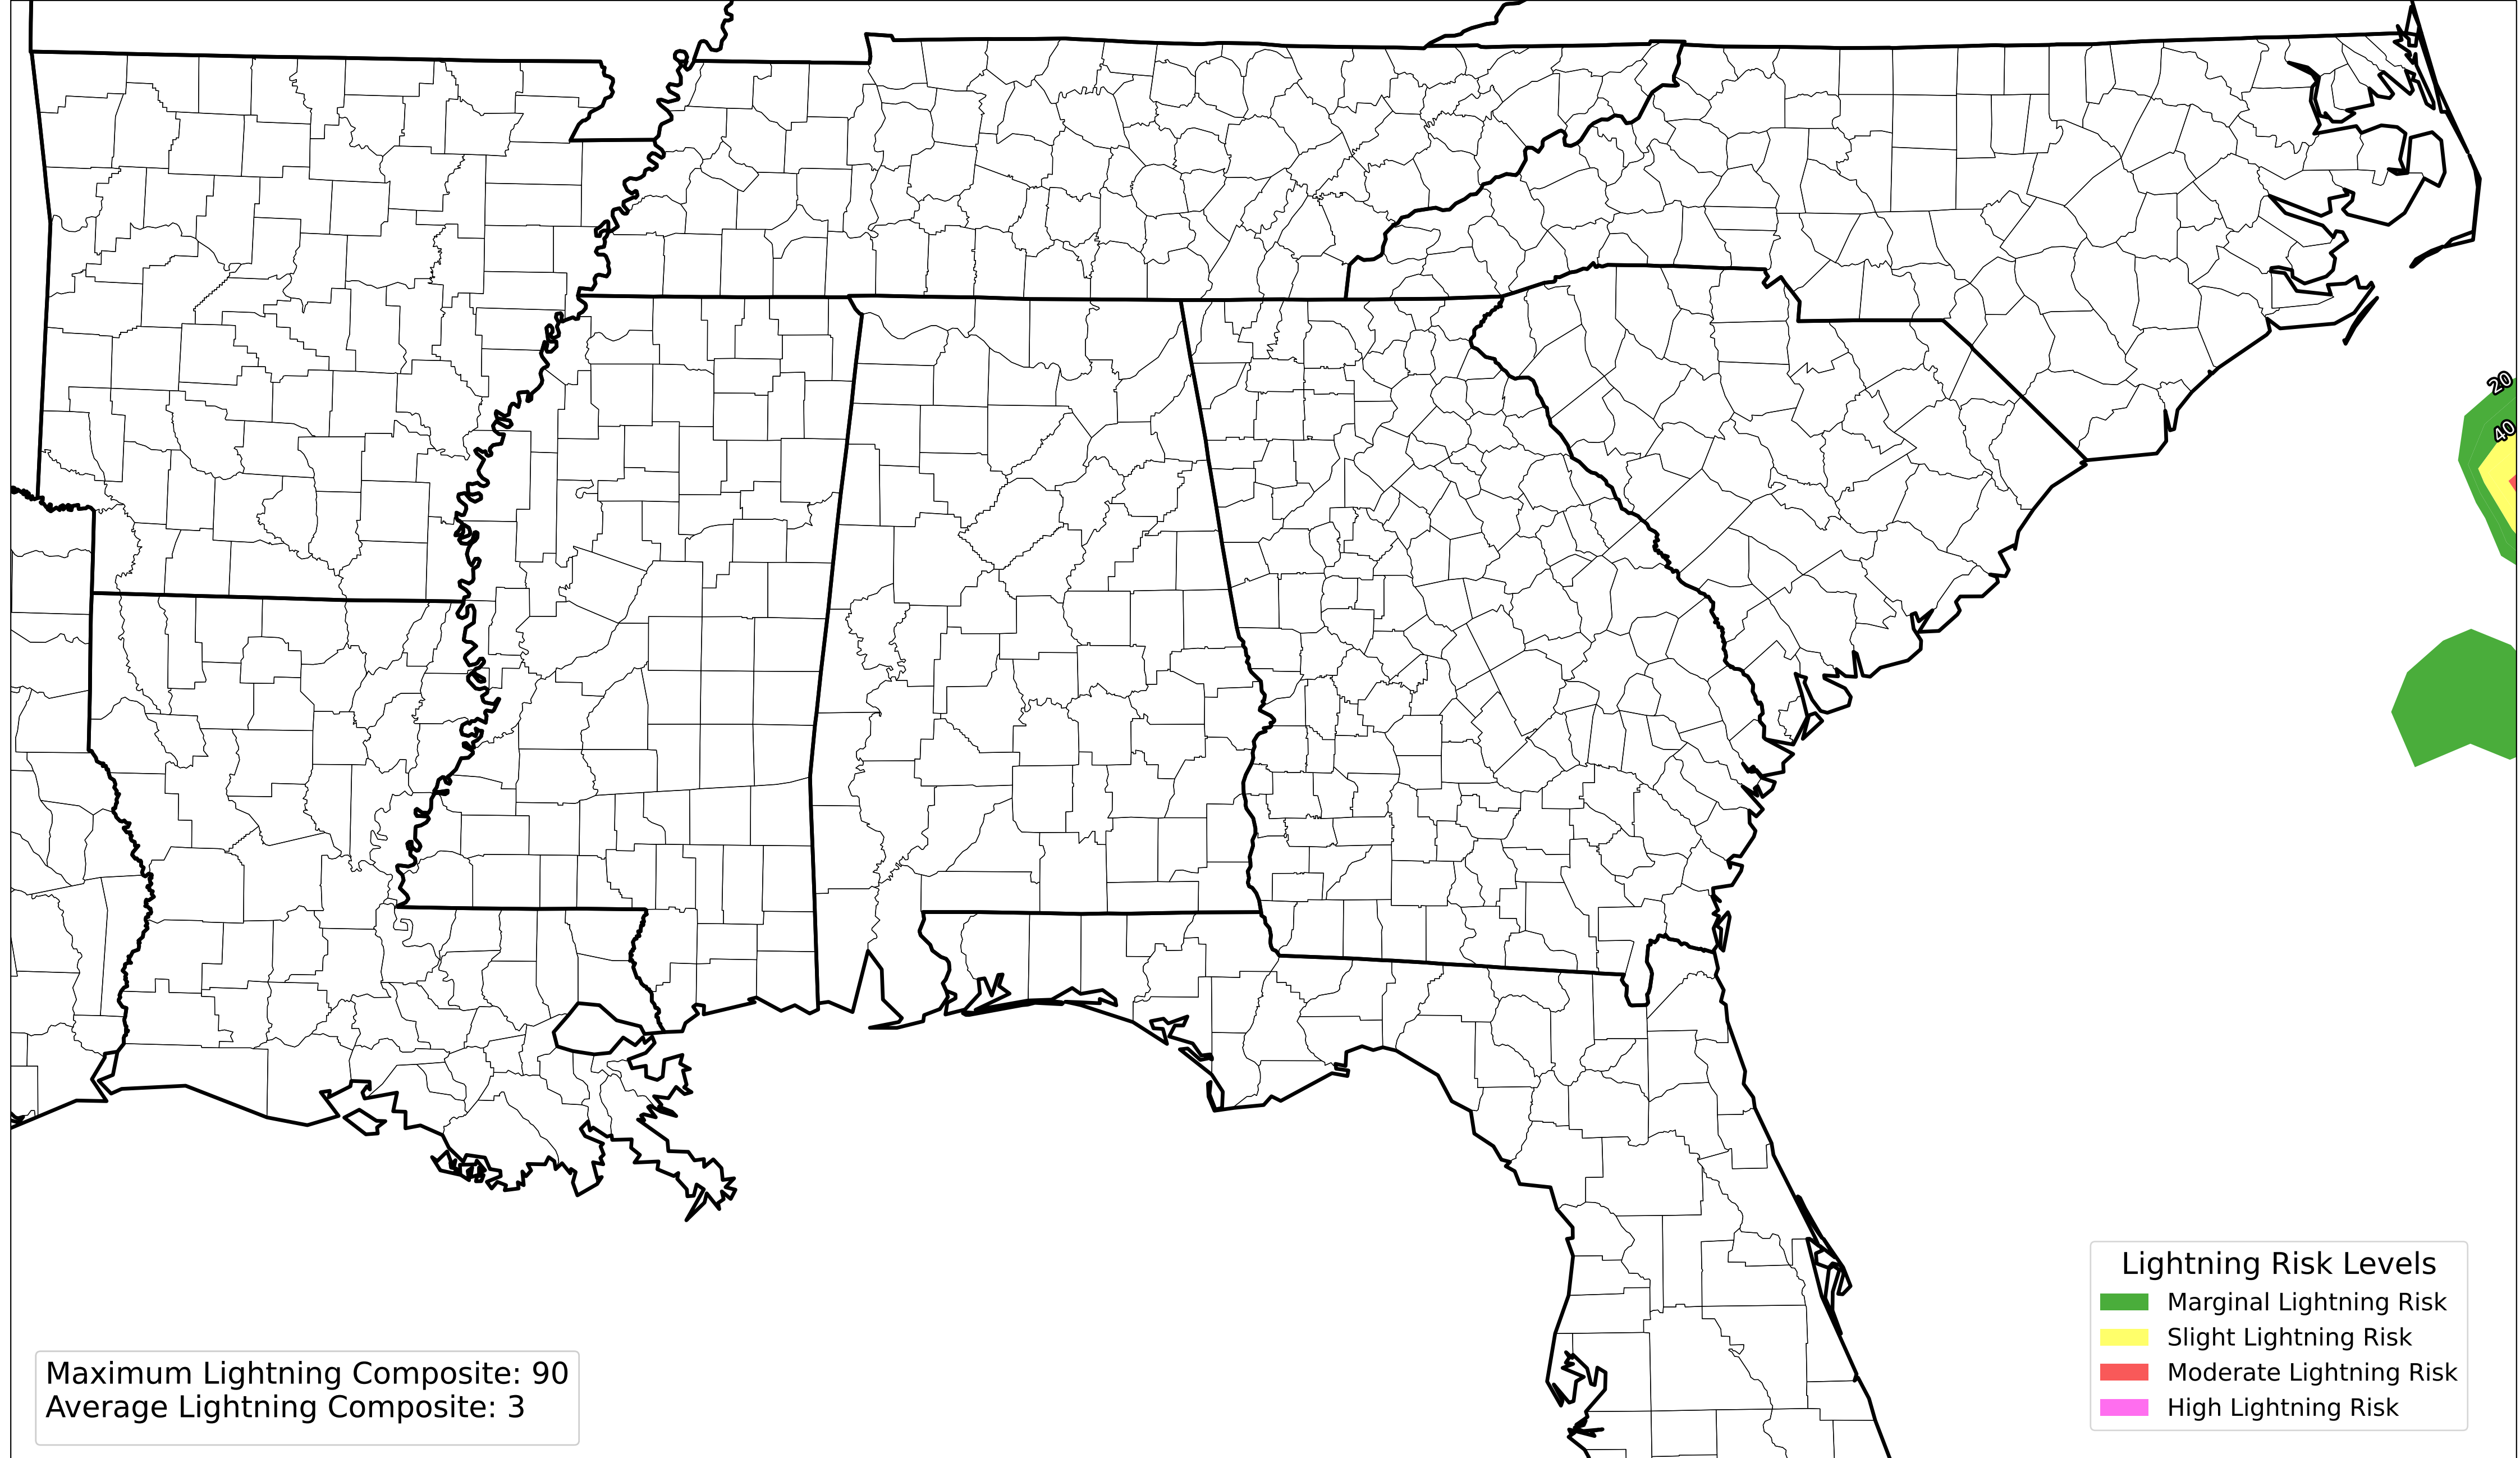 20
40
Lightning Risk Levels
Marginal Lightning Risk
Slight Lightning Risk
Moderate Lightning Risk
High Lightning Risk
Maximum Lightning Composite: 90
Average Lightning Composite: 3